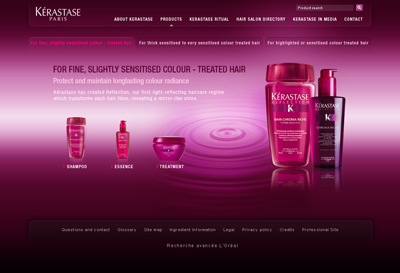 KÉRASTASE
PARIS
Product search
ABOUT KERASTASE PRODUCTS KERASTASE RITUAL HAIR SALON DIRECTORY KERASTASE IN MEDIA CONTACT
For fine, slightly sensitised colour - treated hair For thick sensitised to very sensitised colour treated hair For highlighted or sensitised colour treated hair
FOR FINE, SLIGHTLY SENSITISED COLOUR - TREATED HAIR
Protect and maintain longlasting colour radiance
Kérastase has created Reflection, our first light-reflecting haircare regime
which transforms each hair fibre, revealing a mirror-like shine
KÉRASTASE
REFLECTION
K
BAIN CHROMA RICHE
KÉRASTASE
SHAMPOO ESSENCE TREATMENT
Questions and contact Glossary Site map Ingredient Information Legal Privacy policy Credits Professional Site
Recherche avancée L'Oréal